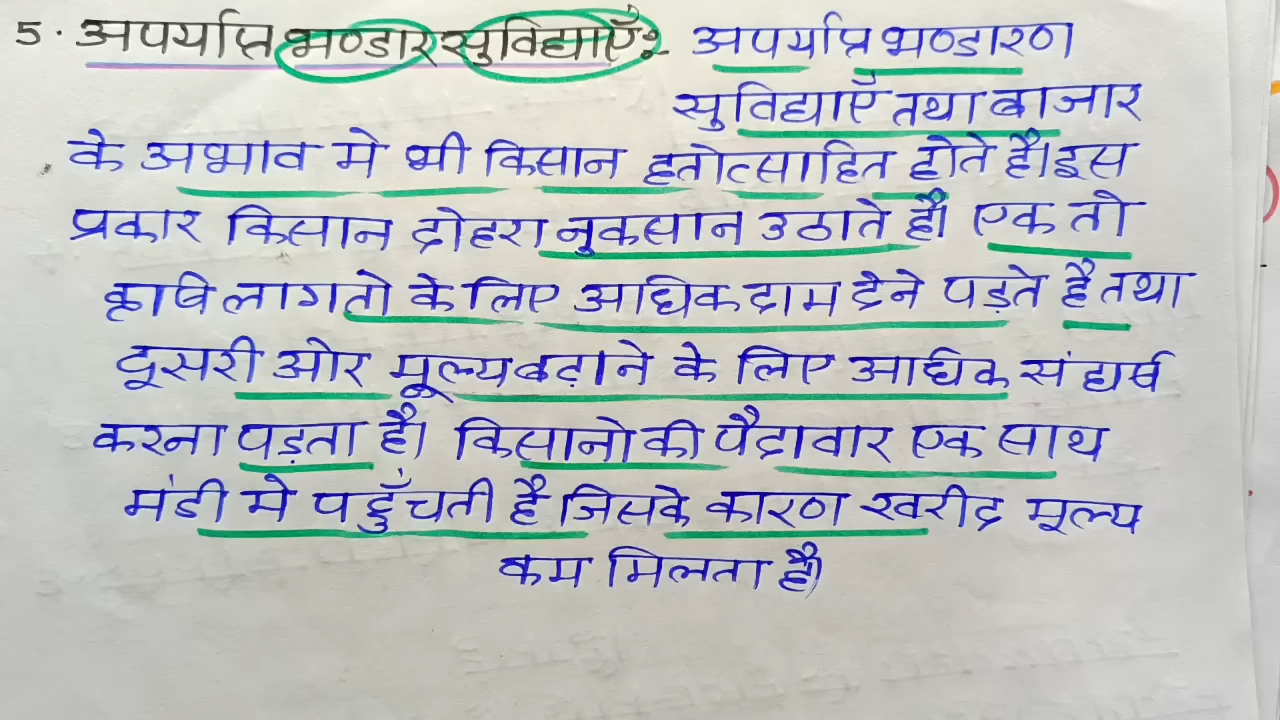 5. अपर्याप्त भण्डार सुविद्याएँ:- अपर्याप्त भण्डारण
सुविद्याएँ तथा बाजार
के अभाव मे भी किसान हतोत्साहित होते है। इस
प्रकार किसान दोहरा नुकसान उठाते है। एक तो
कृषि लागतो के लिए अधिक दाम देने पड़ते है तथा
दूसरी ओर मूल्य बढ़ाने के लिए अधिक संघर्ष
करना पड़ता है। किसानो की पैदावार एक साथ
मंडी मे पहुँचती है जिसके कारण खरीद मूल्य
कम मिलता है।